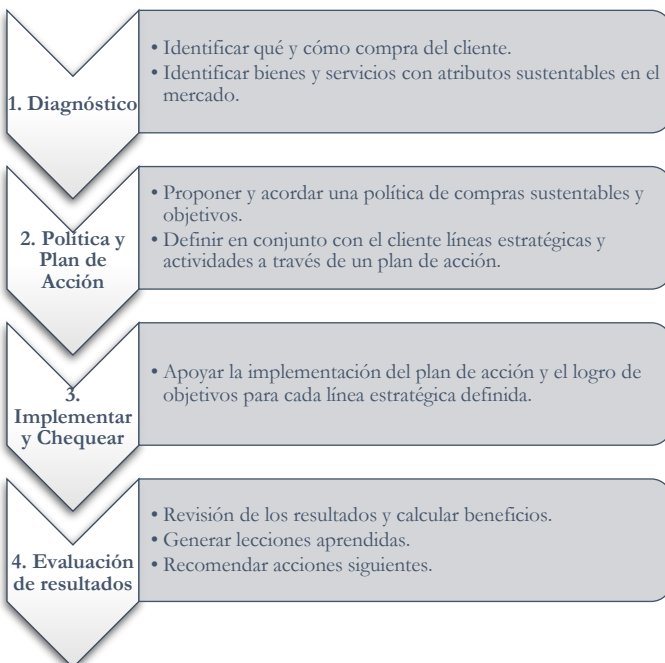 1. Diagnóstico
• Identificar qué y cómo compra del cliente.
• Identificar bienes y servicios con atributos sustentables en el
mercado.
2. Política y
Plan de
Acción
• Proponer y acordar una política de compras sustentables y
objetivos.
• Definir en conjunto con el cliente líneas estratégicas y
actividades a través de un plan de acción.
3.
Implementar
y Chequear
• Apoyar la implementación del plan de acción y el logro de
objetivos para cada línea estratégica definida.
4. Evaluación
de resultados
• Revisión de los resultados y calcular beneficios.
• Generar lecciones aprendidas.
• Recomendar acciones siguientes.